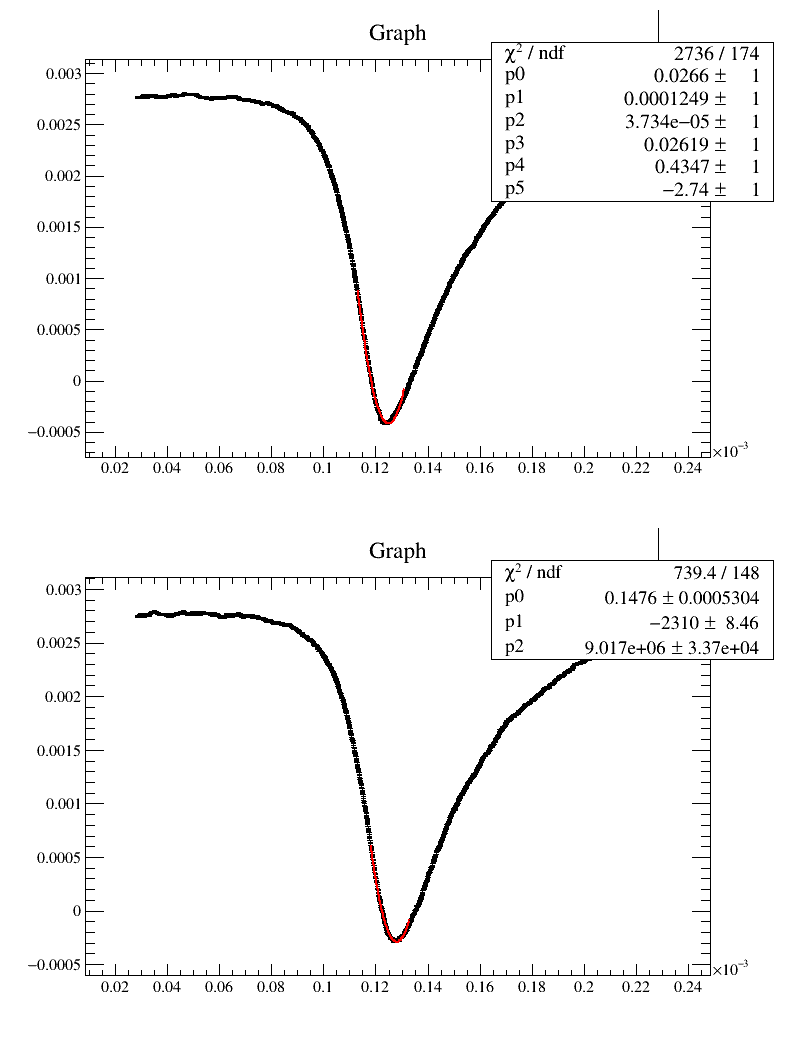 Graph
χ² / ndf 2736 / 174
p0 0.0266 ± 1
p1 0.0001249 ± 1
p2 3.734e−05 ± 1
p3 0.02619 ± 1
p4 0.4347 ± 1
p5 −2.74 ± 1
0.003
0.0025
0.002
0.0015
0.001
0.0005
0
−0.0005
×10⁻³
0.02 0.04 0.06 0.08 0.1 0.12 0.14 0.16 0.18 0.2 0.22 0.24
Graph
χ² / ndf 739.4 / 148
p0 0.1476 ± 0.0005304
p1 −2310 ± 8.46
p2 9.017e+06 ± 3.37e+04
0.003
0.0025
0.002
0.0015
0.001
0.0005
0
−0.0005
×10⁻³
0.02 0.04 0.06 0.08 0.1 0.12 0.14 0.16 0.18 0.2 0.22 0.24